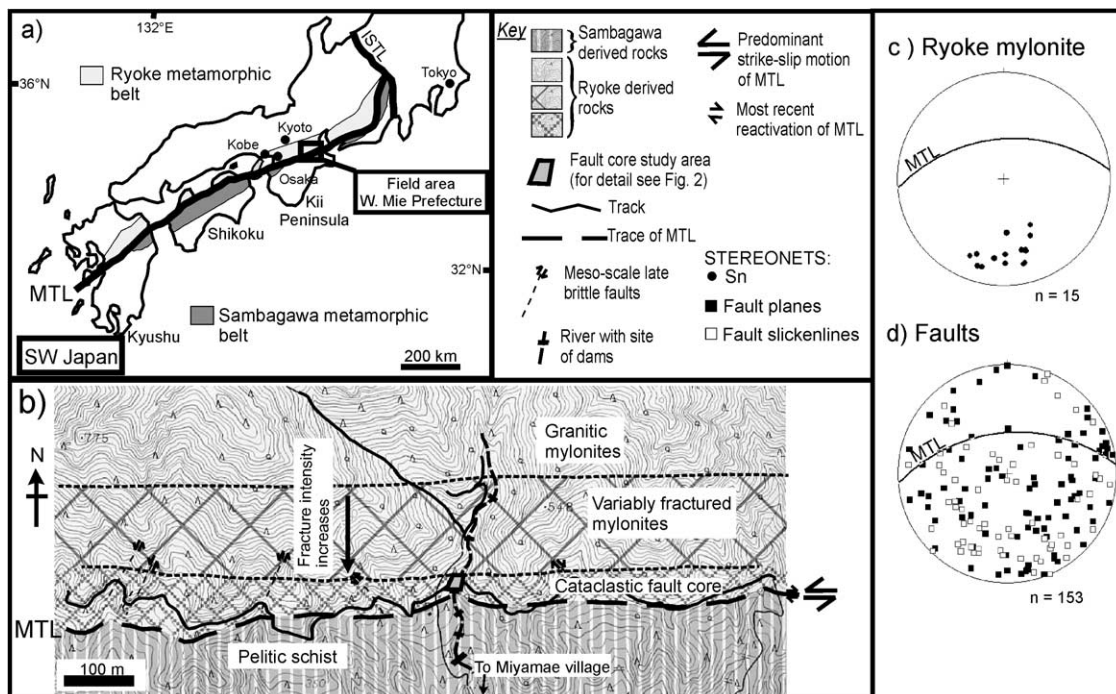 a)
132°E
36°N
32°N
ISTL
Tokyo
Ryoke metamorphic
belt
Kyoto
Kobe
Osaka
Kii
Peninsula
Field area
W. Mie Prefecture
Shikoku
MTL
Kyushu
Sambagawa metamorphic
belt
SW Japan
200 km
Key
Sambagawa
derived rocks
Ryoke derived
rocks
Fault core study area
(for detail see Fig. 2)
Track
Trace of MTL
Meso-scale late
brittle faults
River with site
of dams
Predominant
strike-slip motion
of MTL
Most recent
reactivation of MTL
STEREONETS:
Sn
Fault planes
Fault slickenlines
b)
N
775
Fracture intensity
increases
Granitic
mylonites
548
Variably fractured
mylonites
Cataclastic fault core
MTL
Pelitic schist
350
To Miyamae village
100 m
c) Ryoke mylonite
MTL
n = 15
d) Faults
MTL
n = 153